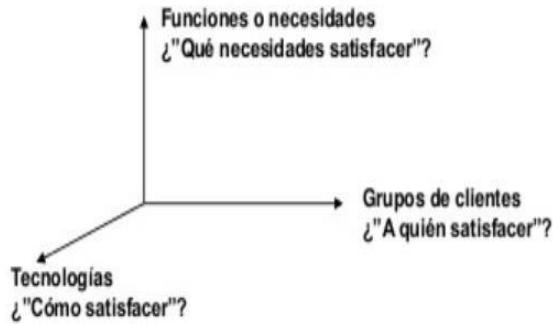 Funciones o necesidades
¿"Qué necesidades satisfacer"?
Grupos de clientes
¿"A quién satisfacer"?
Tecnologías
¿"Cómo satisfacer"?